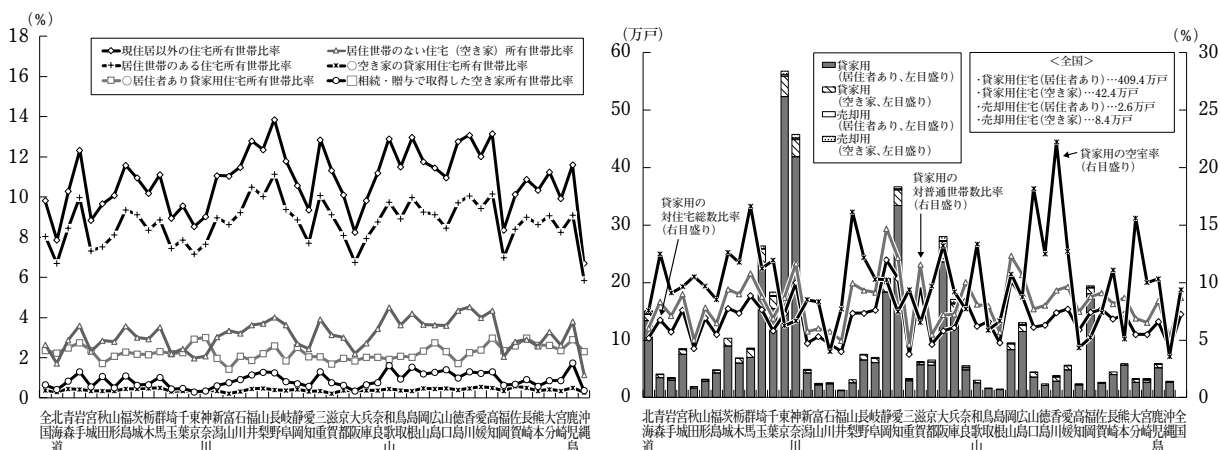 (%)
18
16
14
12
10
8
6
4
2
0
現住居以外の住宅所有世帯比率
居住世帯のない住宅（空き家）所有世帯比率
居住世帯のある住宅所有世帯比率
○空き家の貸家用住宅所有世帯比率
○居住者あり貸家用住宅所有世帯比率
□相続・贈与で取得した空き家所有世帯比率
全国
北海道
青森
岩手
宮城
秋田
山形
福島
茨城
栃木
群馬
埼玉
千葉
東京
神奈川
新潟
富山
石川
福井
山梨
長野
岐阜
静岡
愛知
三重
滋賀
京都
大阪
兵庫
奈良
和歌山
鳥取
島根
岡山
広島
山口
徳島
香川
愛媛
高知
福岡
佐賀
長崎
熊本
大分
宮崎
鹿児島
沖縄
(万戸)
60
50
40
30
20
10
0
(%)
30
25
20
15
10
5
0
貸家用
(居住者あり、左目盛り)
貸家用
(空き家、左目盛り)
売却用
(居住者あり、左目盛り)
売却用
(空き家、左目盛り)
＜全国＞
・貸家用住宅(居住者あり)…409.4万戸
・貸家用住宅(空き家)…42.4万戸
・売却用住宅(居住者あり)…2.6万戸
・売却用住宅(空き家)…8.4万戸
貸家用の空室率
(右目盛り)
貸家用の
対普通世帯数比率
(右目盛り)
貸家用の
対住宅総数比率
(右目盛り)
北海道
青森
岩手
宮城
秋田
山形
福島
茨城
栃木
群馬
埼玉
千葉
東京
神奈川
新潟
富山
石川
福井
山梨
長野
岐阜
静岡
愛知
三重
滋賀
京都
大阪
兵庫
奈良
和歌山
鳥取
島根
岡山
広島
山口
徳島
香川
愛媛
高知
福岡
佐賀
長崎
熊本
大分
宮崎
鹿児島
沖縄
全国